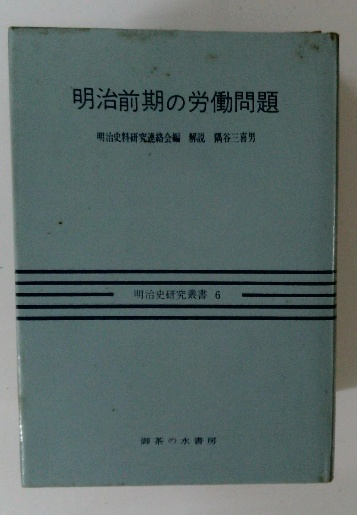 明治前期の労働問題
明治史料研究連絡会編 解説 隅谷三喜男
明治史研究叢書 6
御茶の水書房